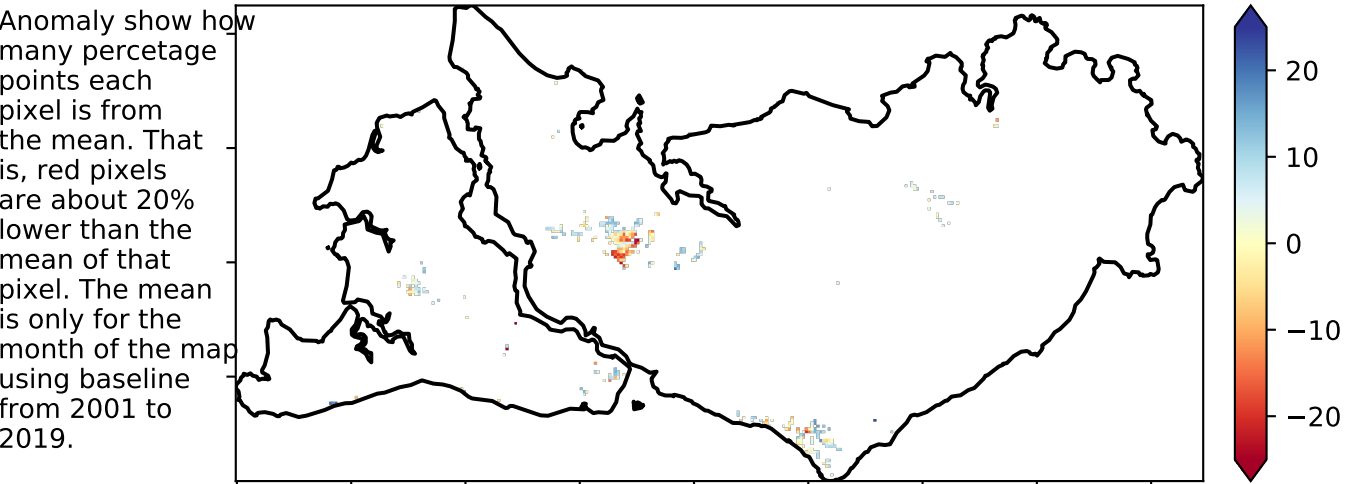 Anomaly show how
many percetage
points each
pixel is from
the mean. That
is, red pixels
are about 20%
lower than the
mean of that
pixel. The mean
is only for the
month of the map
using baseline
from 2001 to
2019.
20
10
0
−10
−20